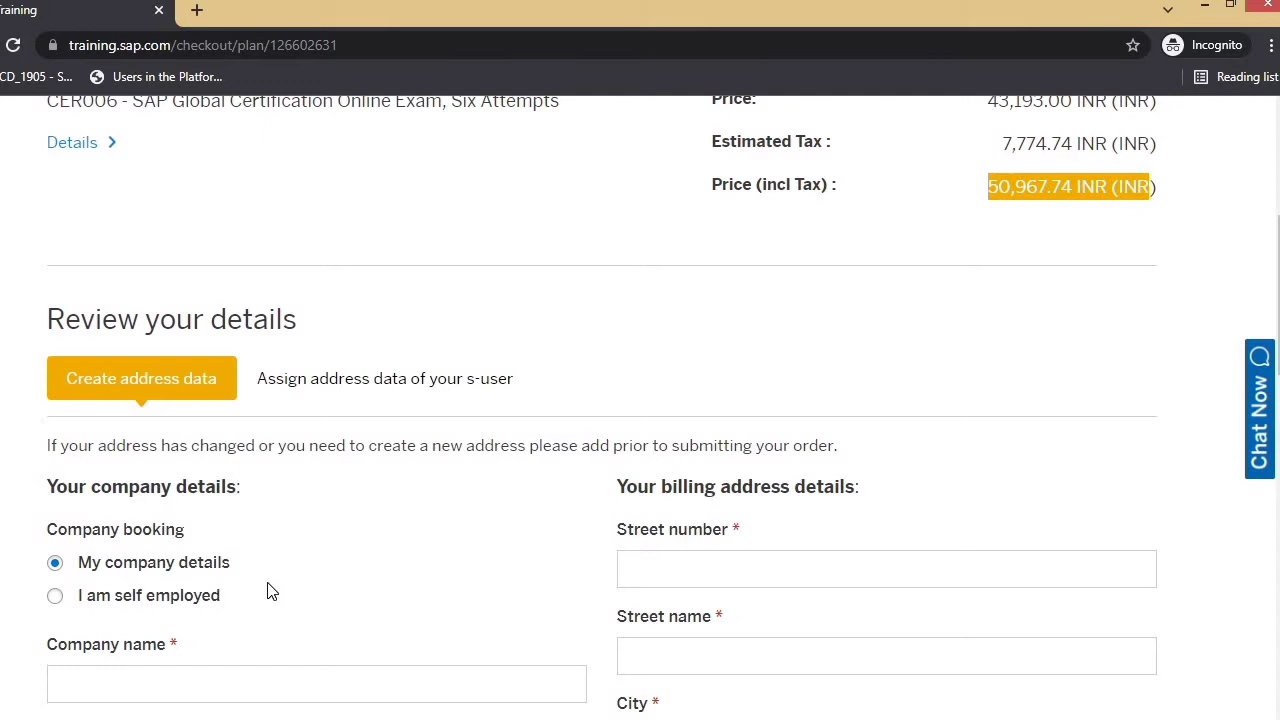 raining
training.sap.com/checkout/plan/126602631
Incognito
CD_1905 - S...
Users in the Platfor...
Reading list
CER006 - SAP Global Certification Online Exam, Six Attempts
Price:
43,193.00 INR (INR)
Details
Estimated Tax :
7,774.74 INR (INR)
Price (incl Tax) :
50,967.74 INR (INR)
Review your details
Create address data
Assign address data of your s-user
If your address has changed or you need to create a new address please add prior to submitting your order.
Your company details:
Company booking
My company details
I am self employed
Company name *
Your billing address details:
Street number *
Street name *
City *
Chat Now